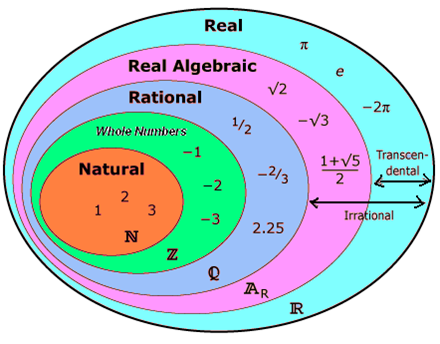 Real
π
Real Algebraic
e
√2
Rational
−2π
1/2
−√3
Whole Numbers
−1
Natural
−2/3
1+√5
2
Transcen-
dental
−2
2
1
3
−3
2.25
Irrational
ℕ
ℤ
ℚ
𝔸R
ℝ